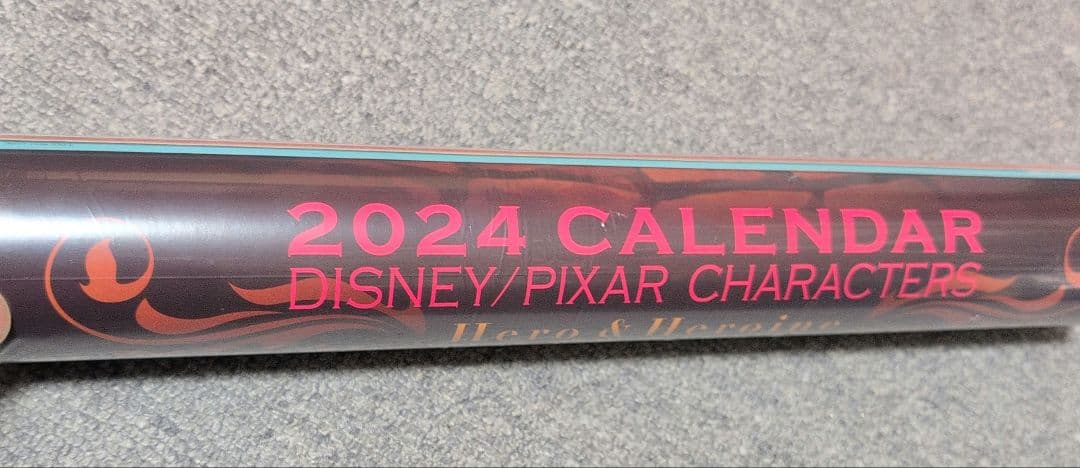 2024 CALENDAR
DISNEY/PIXAR CHARACTERS
Hero & Heroine